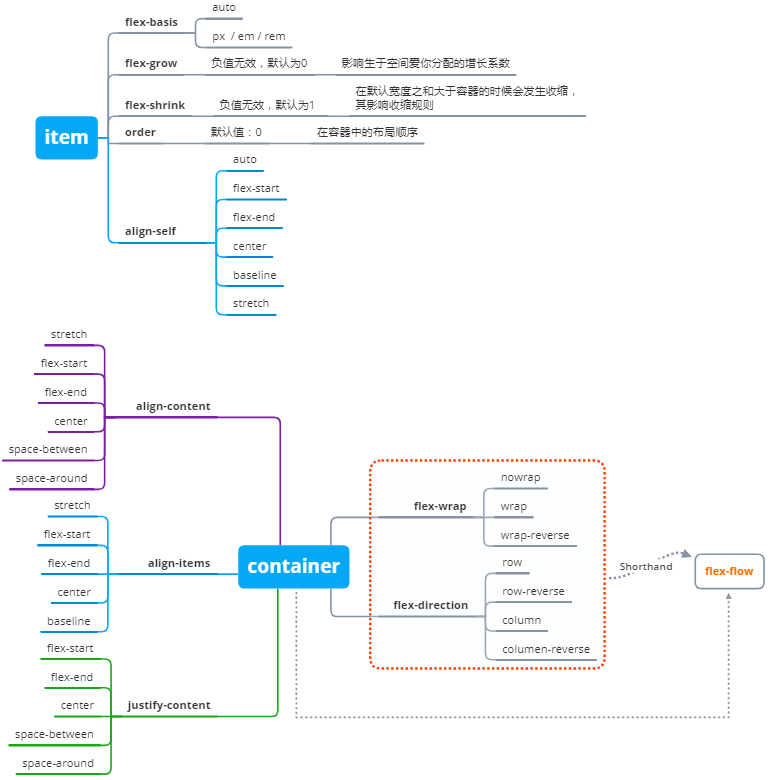 item
flex-basis
auto
px / em / rem
flex-grow
负值无效，默认为0
影响生于空间爱你分配的增长系数
flex-shrink
负值无效，默认为1
在默认宽度之和大于容器的时候会发生收缩，
其影响收缩规则
order
默认值：0
在容器中的布局顺序
align-self
auto
flex-start
flex-end
center
baseline
stretch
container
align-content
stretch
flex-start
flex-end
center
space-between
space-around
align-items
stretch
flex-start
flex-end
center
baseline
justify-content
flex-start
flex-end
center
space-between
space-around
flex-wrap
nowrap
wrap
wrap-reverse
flex-direction
row
row-reverse
column
columen-reverse
Shorthand
flex-flow